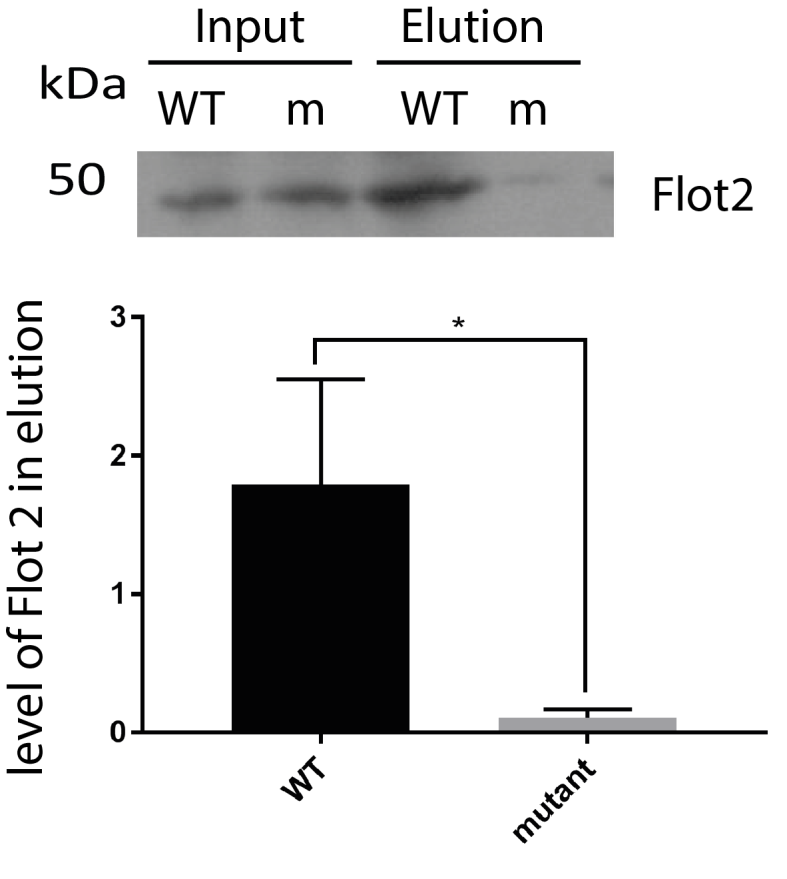 Input Elution
kDa
WT m WT m
50
Flot2
level of Flot 2 in elution
3
*
2
1
0
WT
mutant